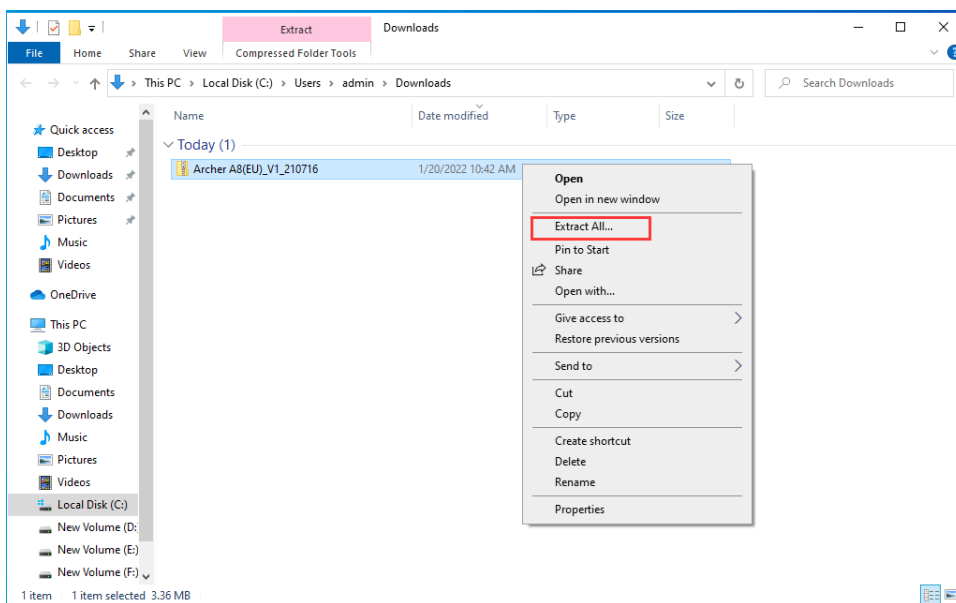 Extract Downloads
File Home Share View Compressed Folder Tools
This PC > Local Disk (C:) > Users > admin > Downloads Search Downloads
Name Date modified Type Size
Today (1)
Archer A8(EU)_V1_210716 1/20/2022 10:42 AM
Quick access
Desktop
Downloads
Documents
Pictures
Music
Videos
OneDrive
This PC
3D Objects
Desktop
Documents
Downloads
Music
Pictures
Videos
Local Disk (C:)
New Volume (D:
New Volume (E:)
New Volume (F:)
Open
Open in new window
Extract All...
Pin to Start
Share
Open with...
Give access to
Restore previous versions
Send to
Cut
Copy
Create shortcut
Delete
Rename
Properties
1 item 1 item selected 3.36 MB